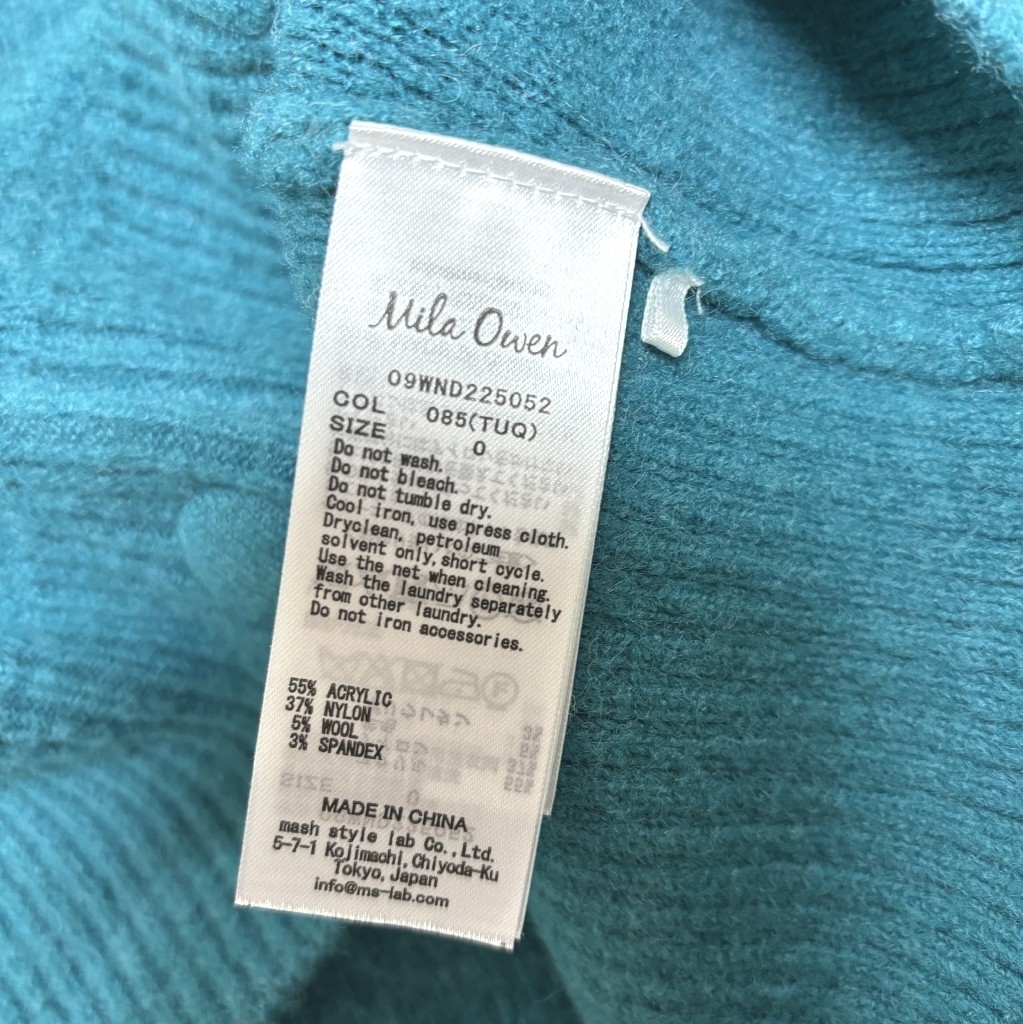 Mila Owen
09WND225052
COL 085(TUQ)
SIZE 0
Do not wash.
Do not bleach.
Do not tumble dry.
Cool iron, use press cloth.
Dryclean, petroleum
solvent only, short cycle.
Use the net when cleaning.
Wash the laundry separately
from other laundry.
Do not iron accessories.
55% ACRYLIC
37% NYLON
5% WOOL
3% SPANDEX
MADE IN CHINA
mash style lab Co.,Ltd.
5-7-1 Kojimachi,Chiyoda-Ku
Tokyo,Japan
info@ms-lab.com